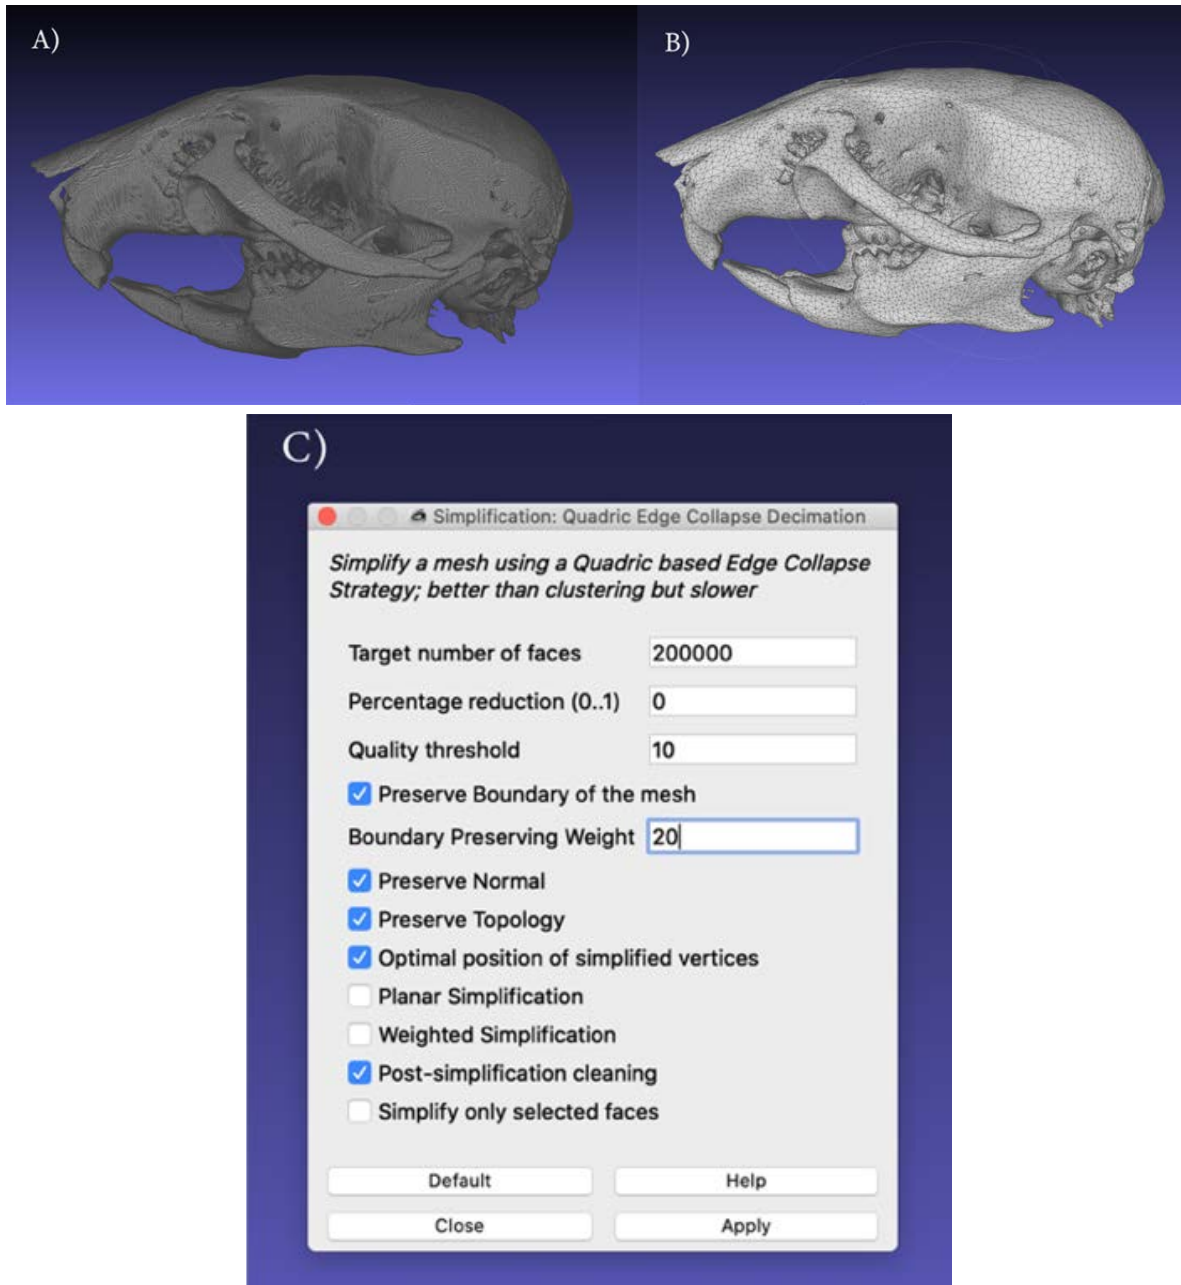 A)
B)
C)
Simplification: Quadric Edge Collapse Decimation
Simplify a mesh using a Quadric based Edge Collapse
Strategy; better than clustering but slower
Target number of faces 200000
Percentage reduction (0..1) 0
Quality threshold 10
Preserve Boundary of the mesh
Boundary Preserving Weight 20
Preserve Normal
Preserve Topology
Optimal position of simplified vertices
Planar Simplification
Weighted Simplification
Post-simplification cleaning
Simplify only selected faces
Default Help
Close Apply